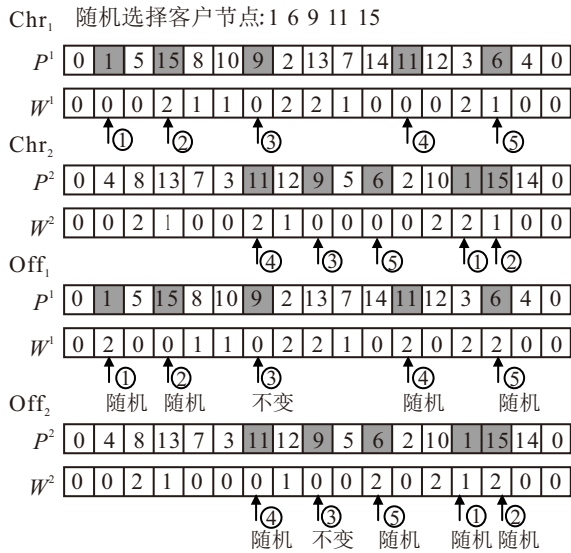 Chr₁ 随机选择客户节点:1 6 9 11 15
P¹ 0 1 5 15 8 10 9 2 13 7 14 11 12 3 6 4 0
W¹ 0 0 0 2 1 1 0 2 2 1 0 0 0 2 1 0 0
① ② ③ ④ ⑤
Chr₂
P² 0 4 8 13 7 3 11 12 9 5 6 2 10 1 15 14 0
W² 0 0 2 1 0 0 2 1 0 0 0 0 2 2 1 0 0
④ ③ ⑤ ① ②
Off₁
P¹ 0 1 5 15 8 10 9 2 13 7 14 11 12 3 6 4 0
W¹ 0 2 0 0 1 1 0 2 2 1 0 2 0 2 2 0 0
① ② ③ ④ ⑤
随机 随机 不变 随机 随机
Off₂
P² 0 4 8 13 7 3 11 12 9 5 6 2 10 1 15 14 0
W² 0 0 2 1 0 0 0 1 0 0 2 0 2 1 2 0 0
④ ③ ⑤ ① ②
随机 不变 随机 随机 随机